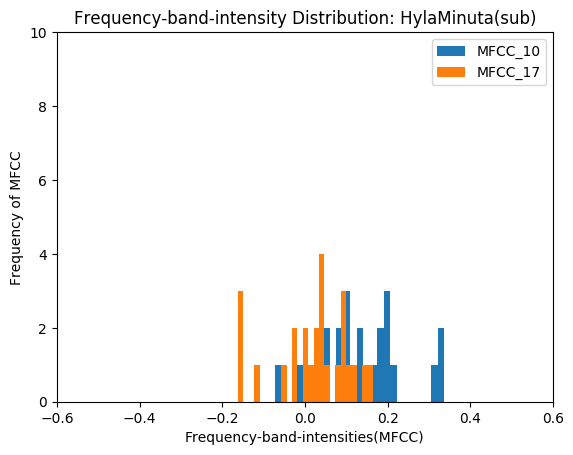 Frequency-band-intensity Distribution: HylaMinuta(sub)
MFCC_10
MFCC_17
Frequency of MFCC
10
8
6
4
2
0
−0.6 −0.4 −0.2 0.0 0.2 0.4 0.6
Frequency-band-intensities(MFCC)